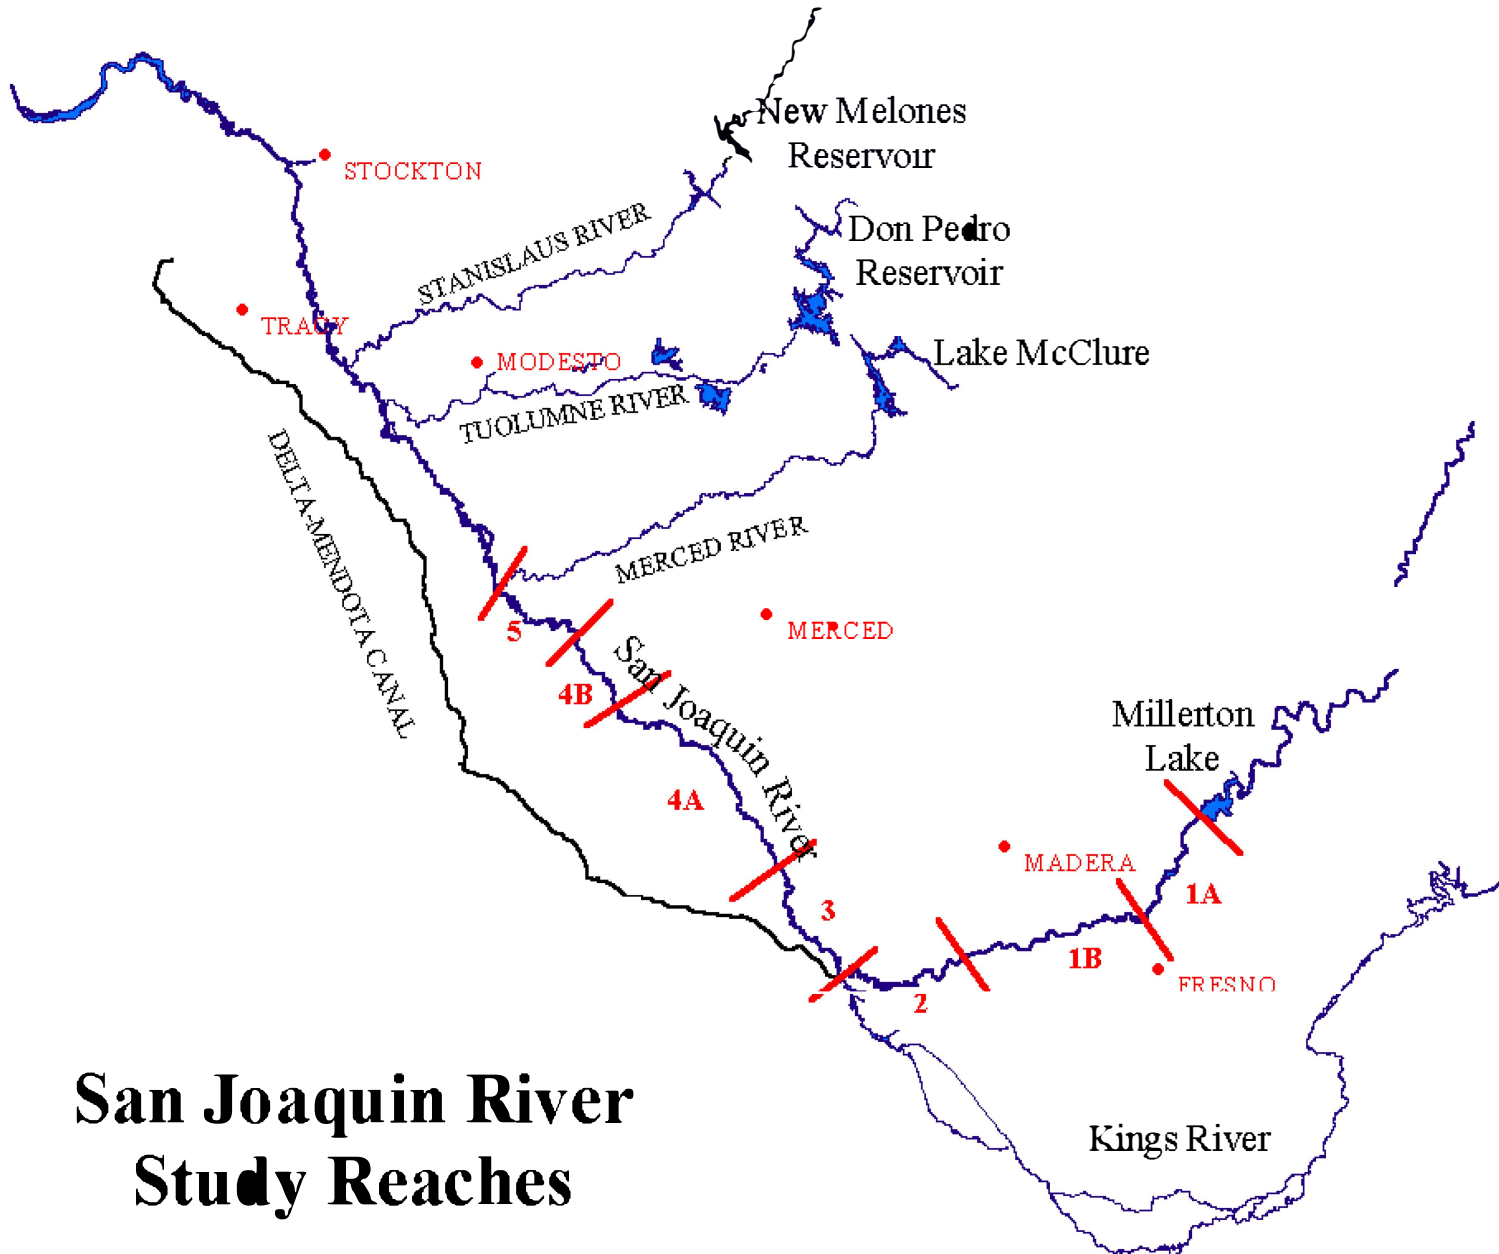 New Melones
Reservoir
STOCKTON
Don Pedro
Reservoir
STANISLAUS RIVER
TRACY
MODESTO
Lake McClure
TUOLUMNE RIVER
DELTA-MENDOTA CANAL
MERCED RIVER
5
MERCED
San Joaquin River
4B
Millerton
Lake
4A
MADERA
1A
3
1B
FRESNO
2
San Joaquin River
Study Reaches
Kings River